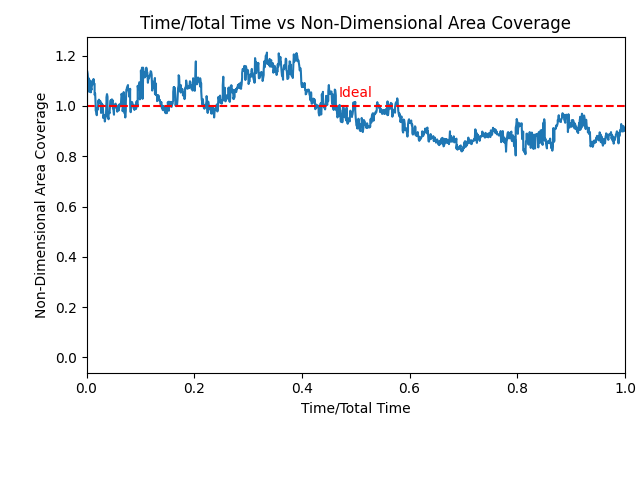 Time/Total Time vs Non-Dimensional Area Coverage
Non-Dimensional Area Coverage
1.2
1.0
0.8
0.6
0.4
0.2
0.0
Ideal
0.0 0.2 0.4 0.6 0.8 1.0
Time/Total Time